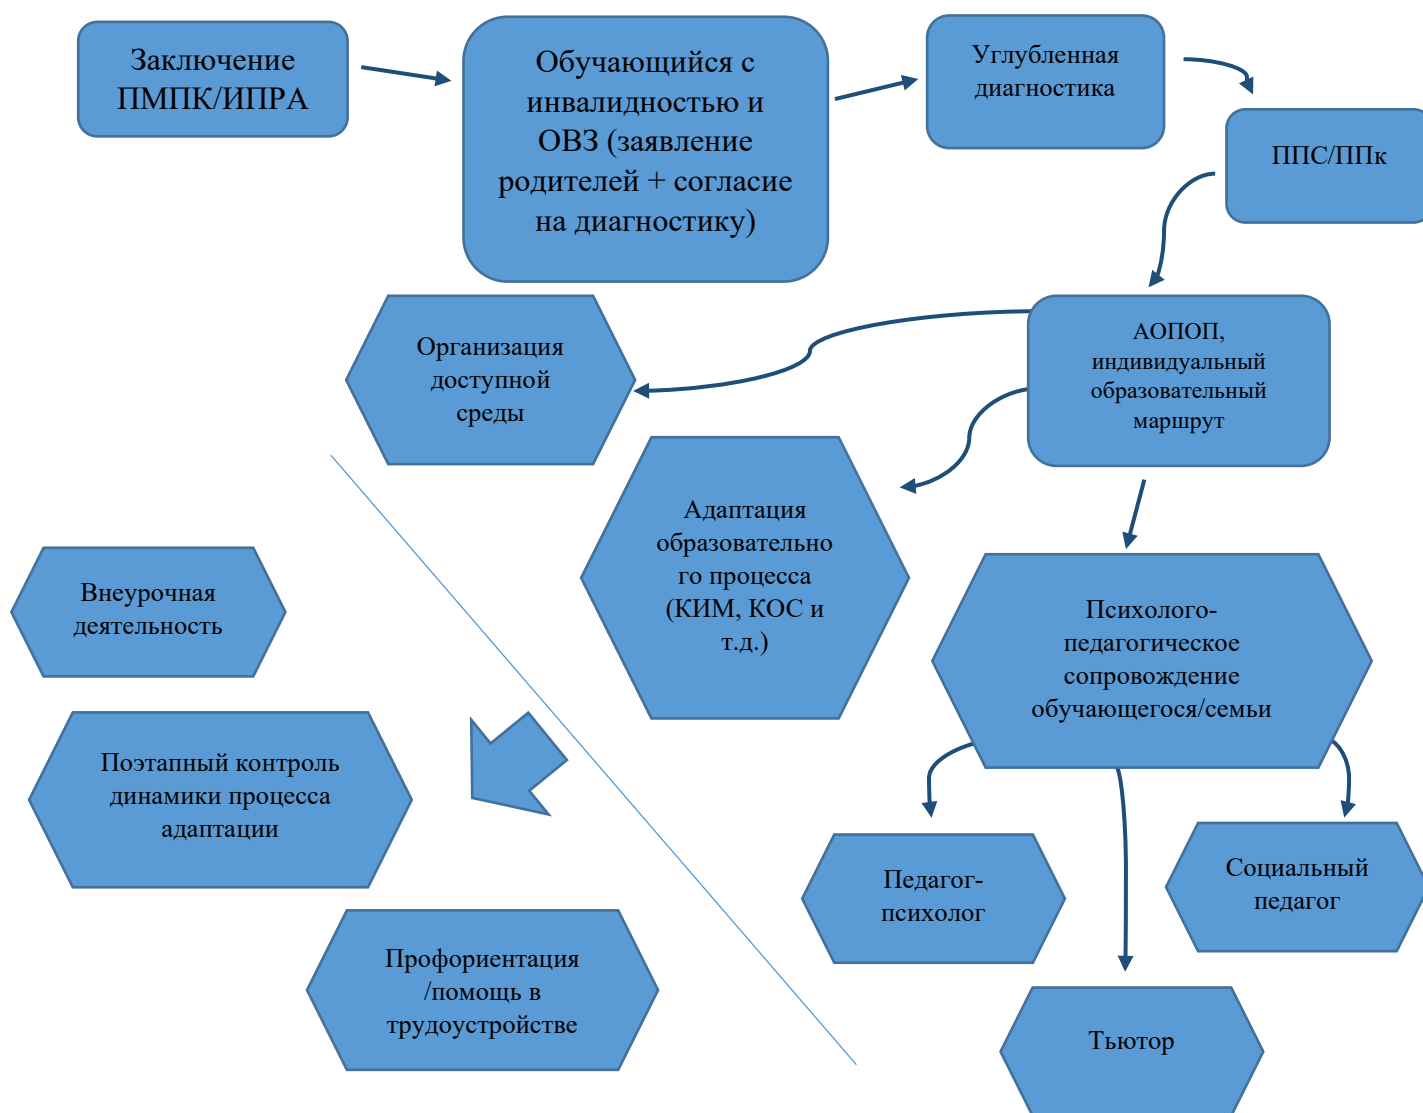 Заключение
ПМПК/ИПРА
Обучающийся с
инвалидностью и
ОВЗ (заявление
родителей + согласие
на диагностику)
Углубленная
диагностика
ППС/ППк
АОПОП,
индивидуальный
образовательный
маршрут
Организация
доступной
среды
Адаптация
образовательно
го процесса
(КИМ, КОС и
т.д.)
Психолого-
педагогическое
сопровождение
обучающегося/семьи
Педагог-
психолог
Социальный
педагог
Тьютор
Внеурочная
деятельность
Поэтапный контроль
динамики процесса
адаптации
Профориентация
/помощь в
трудоустройстве